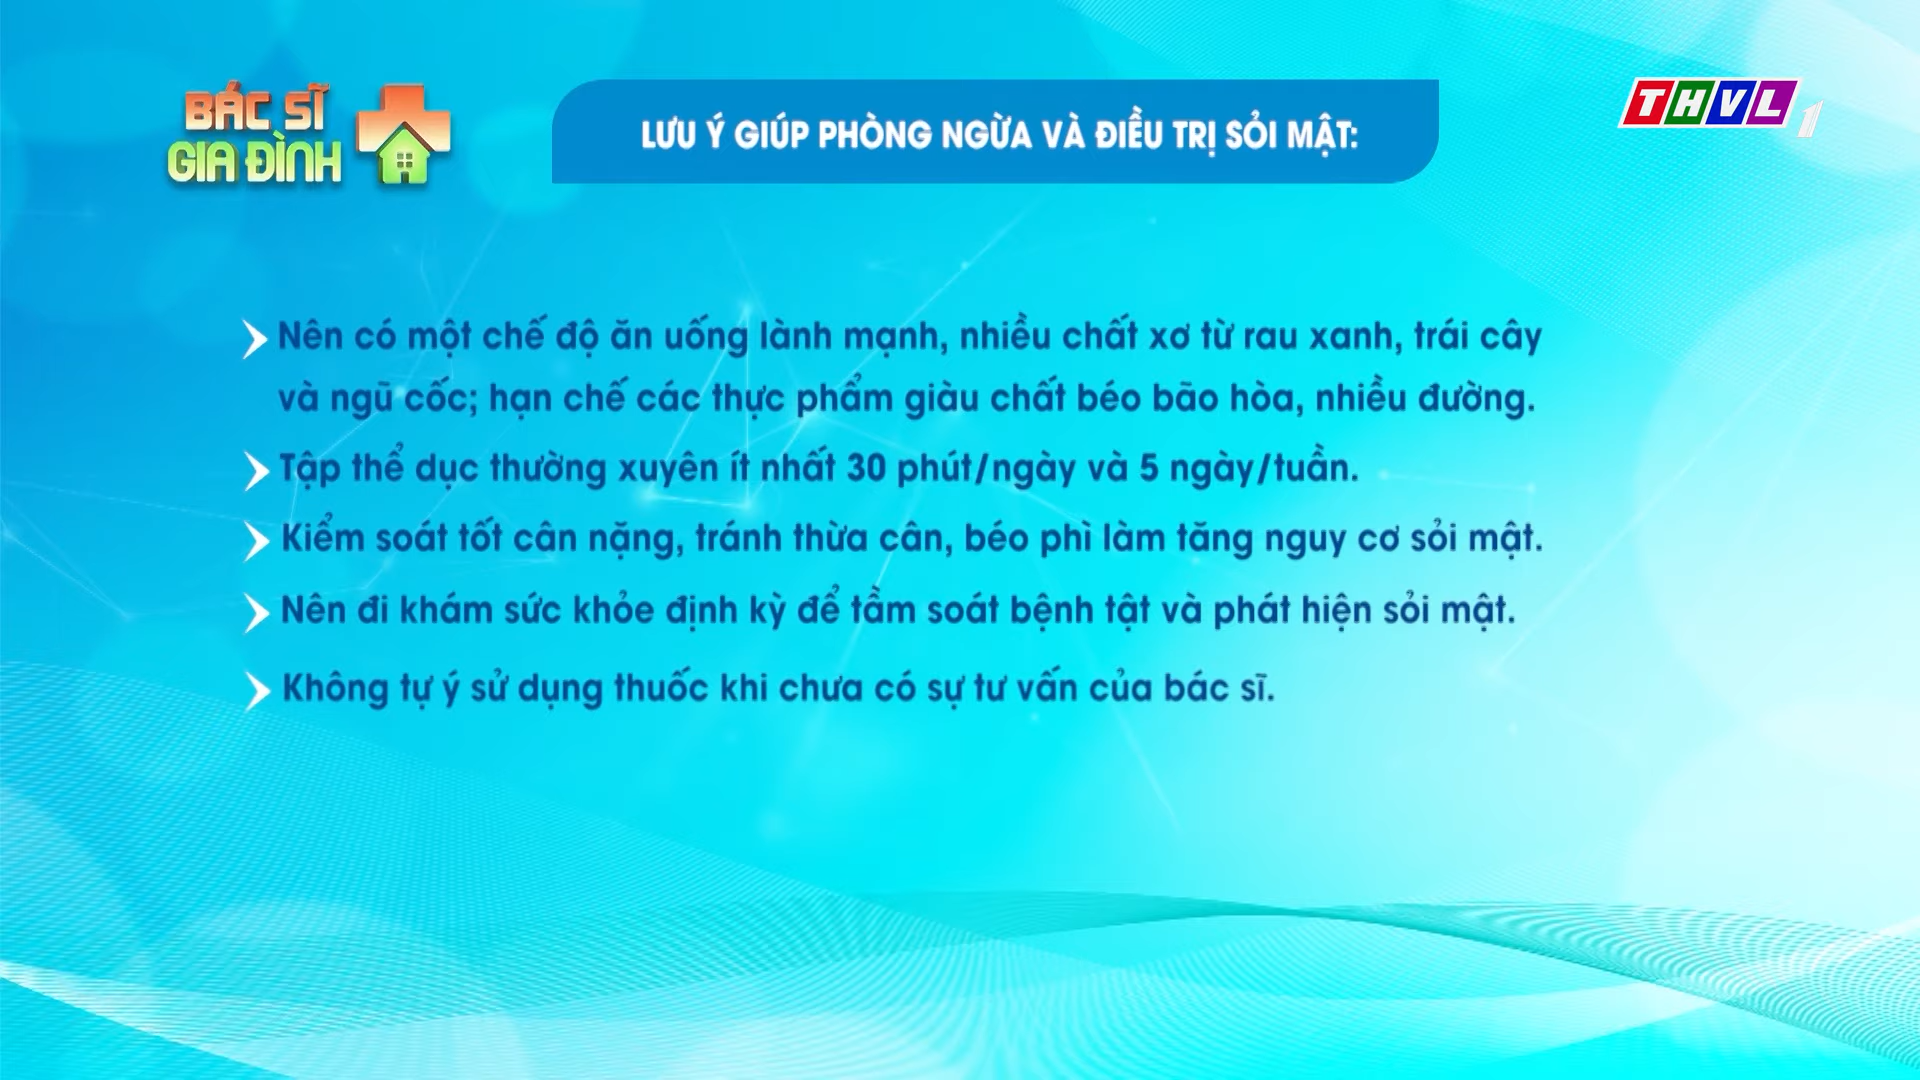 BÁC SĨ
GIA ĐÌNH
LƯU Ý GIÚP PHÒNG NGỪA VÀ ĐIỀU TRỊ SỎI MẬT:
THVL 1
Nên có một chế độ ăn uống lành mạnh, nhiều chất xơ từ rau xanh, trái cây
và ngũ cốc; hạn chế các thực phẩm giàu chất béo bão hòa, nhiều đường.
Tập thể dục thường xuyên ít nhất 30 phút/ngày và 5 ngày/tuần.
Kiểm soát tốt cân nặng, tránh thừa cân, béo phì làm tăng nguy cơ sỏi mật.
Nên đi khám sức khỏe định kỳ để tầm soát bệnh tật và phát hiện sỏi mật.
Không tự ý sử dụng thuốc khi chưa có sự tư vấn của bác sĩ.